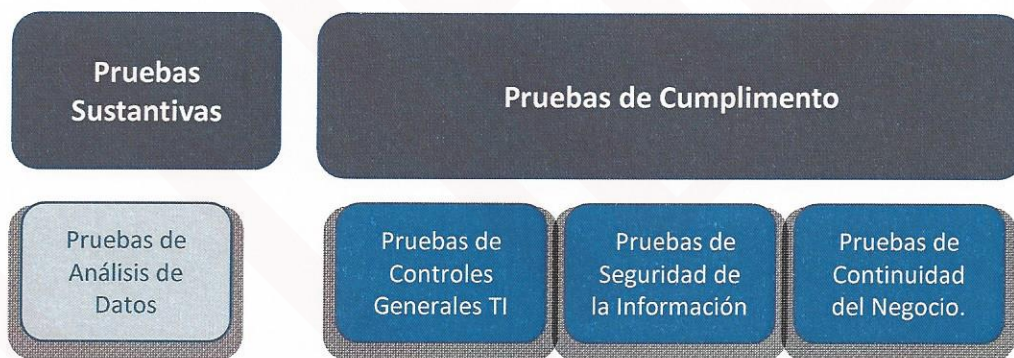 Pruebas
Sustantivas
Pruebas de Cumplimento
Pruebas de
Análisis de
Datos
Pruebas de
Controles
Generales TI
Pruebas de
Seguridad de
la Información
Pruebas de
Continuidad
del Negocio.